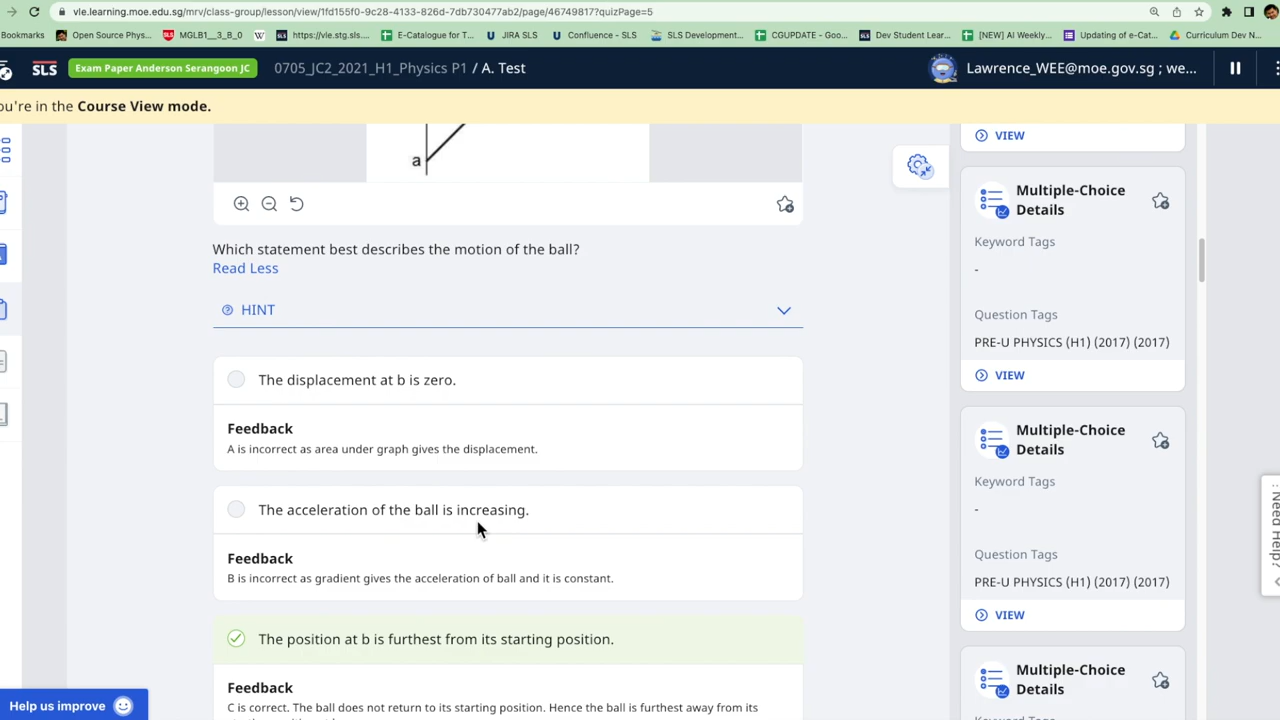 vle.learning.moe.edu.sg/mrv/class-group/lesson/view/1fd155f0-9c28-4133-826d-7db730477ab2/page/46749817?quizPage=5
Bookmarks Open Source Phys... MGLB1__3_8_0 https://vle.stg.sls.... E-Catalogue for T... JIRA SLS Confluence - SLS SLS Development... CGUPDATE - Goo... Dev Student Lear... [NEW] AI Weekly... Updating of e-Cat... Curriculum Dev N...
SLS Exam Paper Anderson Serangoon JC 0705_JC2_2021_H1_Physics P1 / A. Test Lawrence_WEE@moe.gov.sg ; we...
ou're in the Course View mode.
a
Which statement best describes the motion of the ball?
Read Less
HINT
The displacement at b is zero.
Feedback
A is incorrect as area under graph gives the displacement.
The acceleration of the ball is increasing.
Feedback
B is incorrect as gradient gives the acceleration of ball and it is constant.
The position at b is furthest from its starting position.
Feedback
C is correct. The ball does not return to its starting position. Hence the ball is furthest away from its
VIEW
Multiple-Choice
Details
Keyword Tags
-
Question Tags
PRE-U PHYSICS (H1) (2017) (2017)
VIEW
Multiple-Choice
Details
Keyword Tags
-
Question Tags
PRE-U PHYSICS (H1) (2017) (2017)
VIEW
Multiple-Choice
Details
: Need Help?
Help us improve